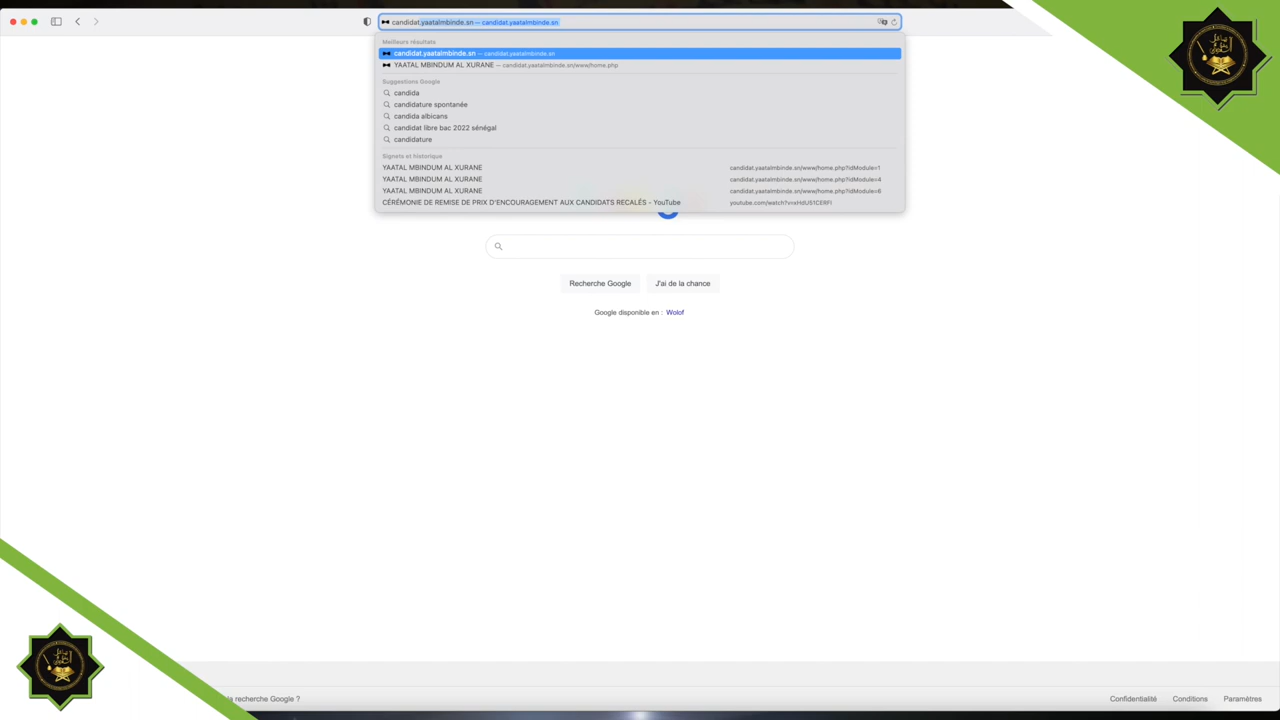 candidat.yaatalmbinde.sn — candidat.yaatalmbinde.sn
Meilleurs résultats
candidat.yaatalmbinde.sn — candidat.yaatalmbinde.sn
YAATAL MBINDUM AL XURANE — candidat.yaatalmbinde.sn/www/home.php
Suggestions Google
candida
candidature spontanée
candida albicans
candidat libre bac 2022 sénégal
candidature
Signets et historique
YAATAL MBINDUM AL XURANE candidat.yaatalmbinde.sn/www/home.php?idModule=1
YAATAL MBINDUM AL XURANE candidat.yaatalmbinde.sn/www/home.php?idModule=4
YAATAL MBINDUM AL XURANE candidat.yaatalmbinde.sn/www/home.php?idModule=6
CÉRÉMONIE DE REMISE DE PRIX D'ENCOURAGEMENT AUX CANDIDATS RECALÉS - YouTube
Recherche Google J'ai de la chance
Google disponible en : Wolof
la recherche Google ? Confidentialité Conditions Paramètres